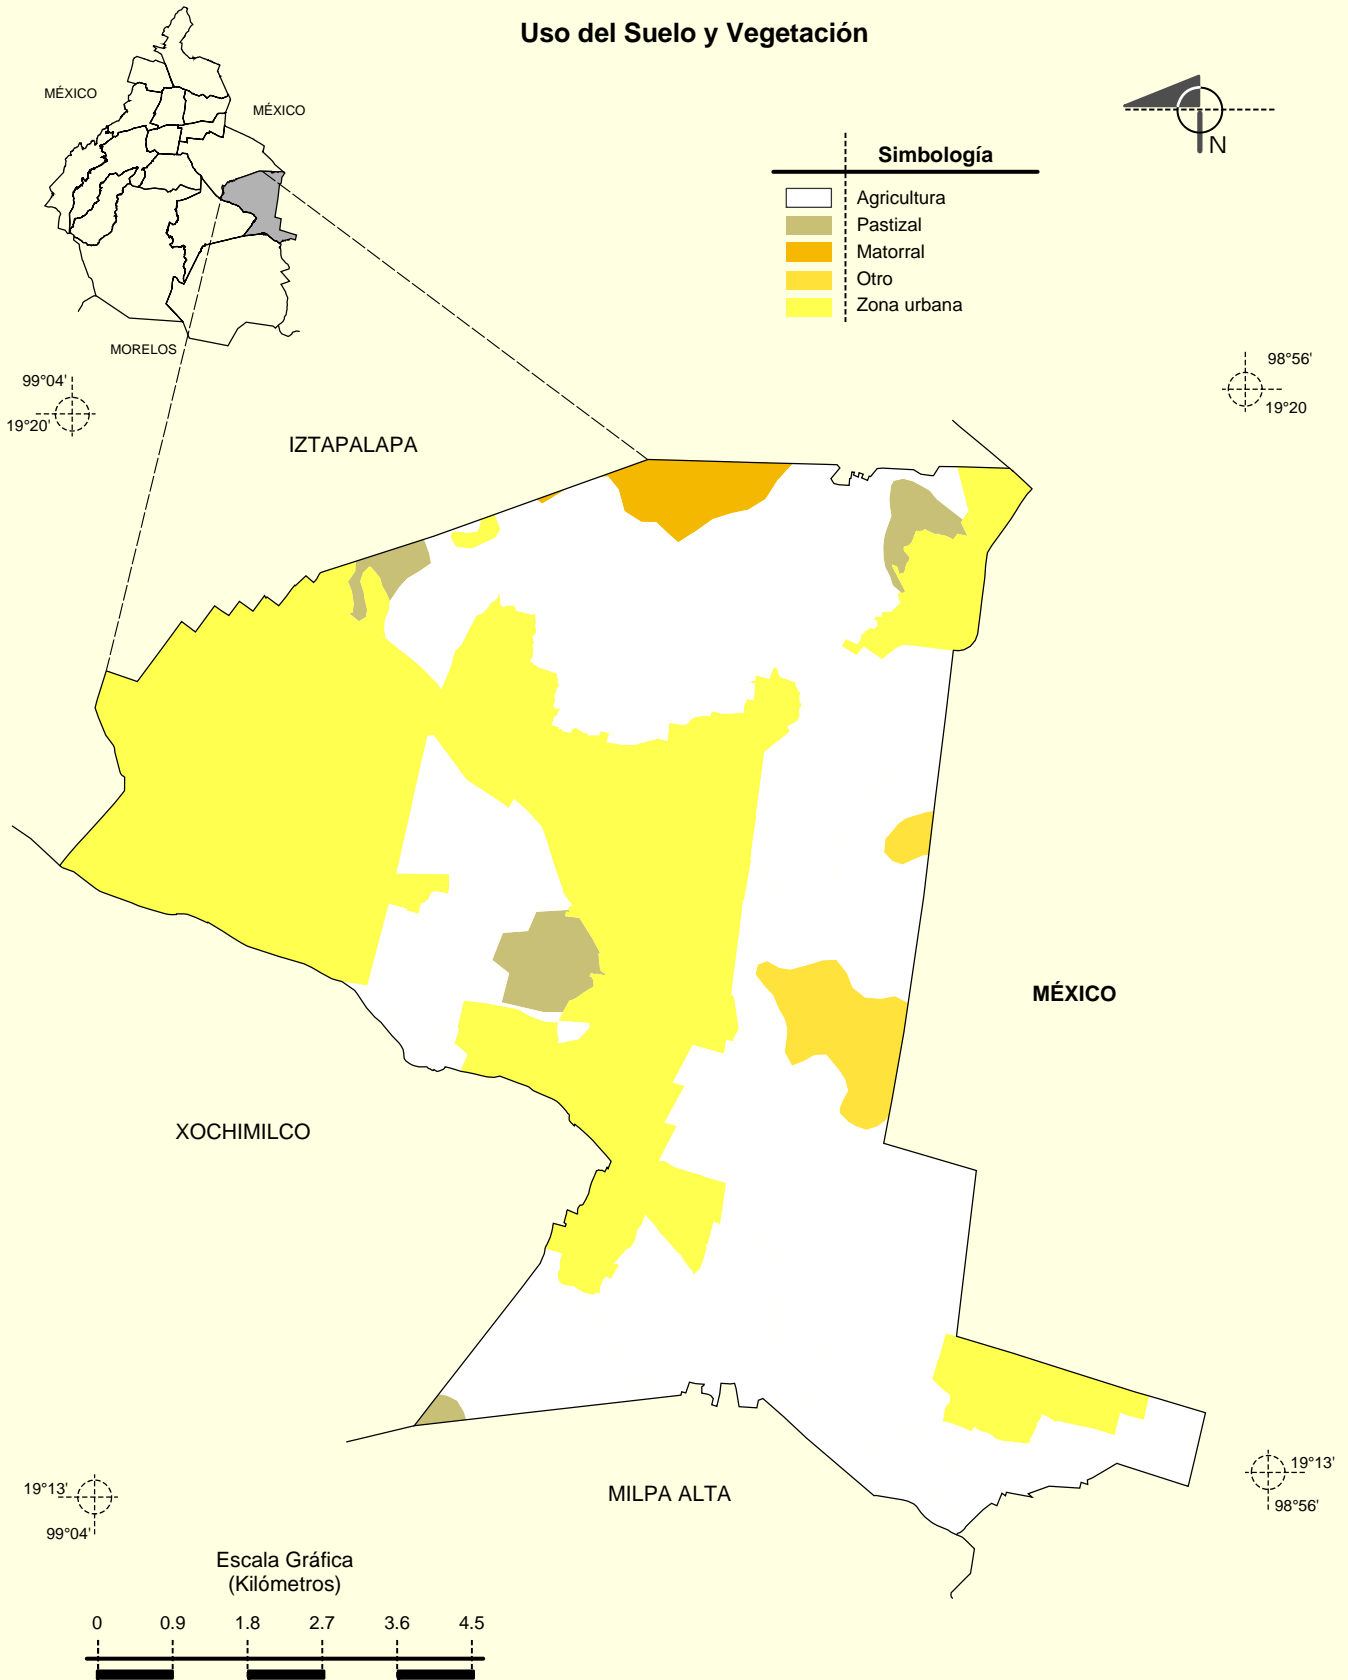 Uso del Suelo y Vegetación
MÉXICO
MÉXICO
MORELOS
N
Simbología
Agricultura
Pastizal
Matorral
Otro
Zona urbana
99°04'
19°20'
98°56'
19°20
IZTAPALAPA
MÉXICO
XOCHIMILCO
MILPA ALTA
19°13'
99°04'
19°13'
98°56'
Escala Gráfica
(Kilómetros)
0 0.9 1.8 2.7 3.6 4.5